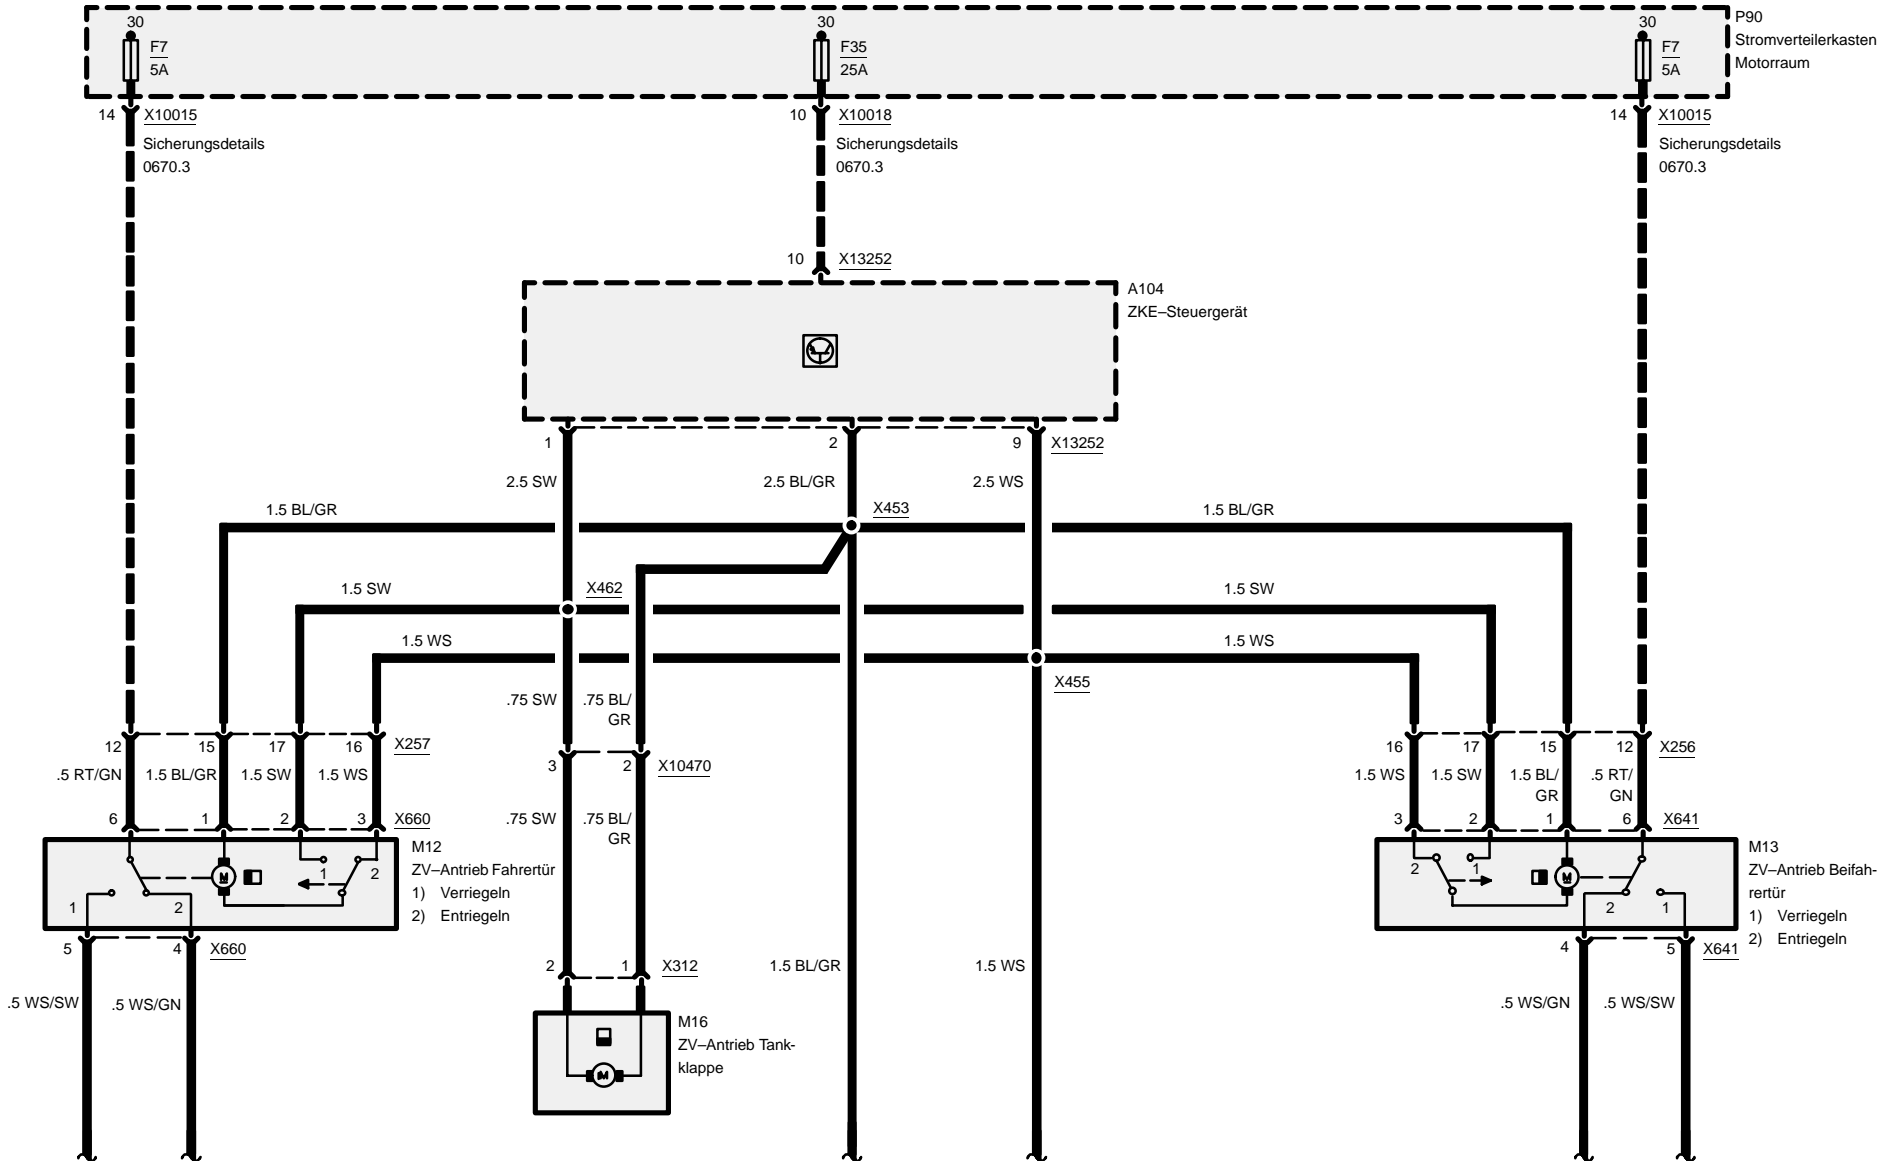 30
30
30
P90
Stromverteilerkasten
Motorraum
F7
5A
F35
25A
F7
5A
14
X10015
Sicherungsdetails
0670.3
10
X10018
Sicherungsdetails
0670.3
14
X10015
Sicherungsdetails
0670.3
10
X13252
A104
ZKE–Steuergerät
1
2
9
X13252
2.5 SW
2.5 BL/GR
2.5 WS
1.5 BL/GR
X453
1.5 BL/GR
1.5 SW
X462
1.5 SW
1.5 WS
1.5 WS
X455
.75 SW
.75 BL/
GR
12
15
17
16
X257
.5 RT/GN
1.5 BL/GR
1.5 SW
1.5 WS
3
2
X10470
16
17
15
12
X256
1.5 WS
1.5 SW
1.5 BL/
GR
.5 RT/
GN
6
1
2
3
X660
.75 SW
.75 BL/
GR
3
2
1
6
X641
M12
ZV–Antrieb Fahrertür
1) Verriegeln
2) Entriegeln
M
1
2
1
2
M13
ZV–Antrieb Beifah-
rertür
1) Verriegeln
2) Entriegeln
2
1
M
2
1
5
4
X660
4
5
X641
2
1
X312
1.5 BL/GR
1.5 WS
.5 WS/SW
.5 WS/GN
.5 WS/GN
.5 WS/SW
M16
ZV–Antrieb Tank-
klappe
M